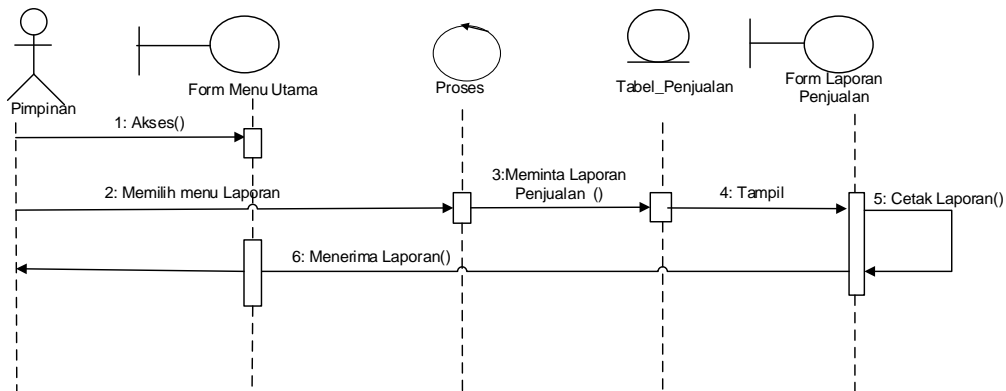 Pimpinan
Form Menu Utama
Proses
Tabel_Penjualan
Form Laporan
Penjualan
1: Akses()
2: Memilih menu Laporan
3:Meminta Laporan
Penjualan ()
4: Tampil
5: Cetak Laporan()
6: Menerima Laporan()